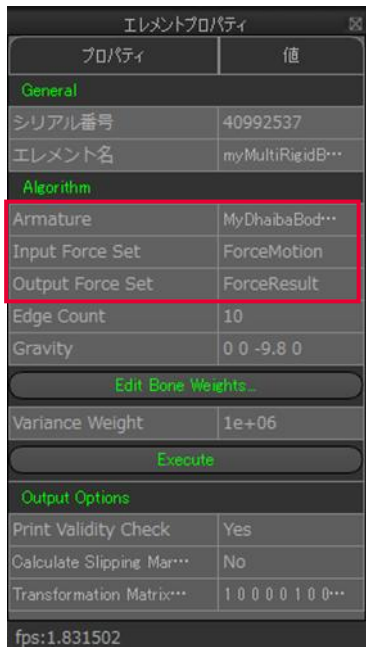 エレメントプロパティ
プロパティ 値
General
シリアル番号 40992537
エレメント名 myMultiRigidB…
Algorithm
Armature MyDhaibaBod…
Input Force Set ForceMotion
Output Force Set ForceResult
Edge Count 10
Gravity 0 0 -9.8 0
Edit Bone Weights…
Variance Weight 1e+06
Execute
Output Options
Print Validity Check Yes
Calculate Slipping Mar… No
Transformation Matrix… 1 0 0 0 0 1 0 0…
fps:1.831502